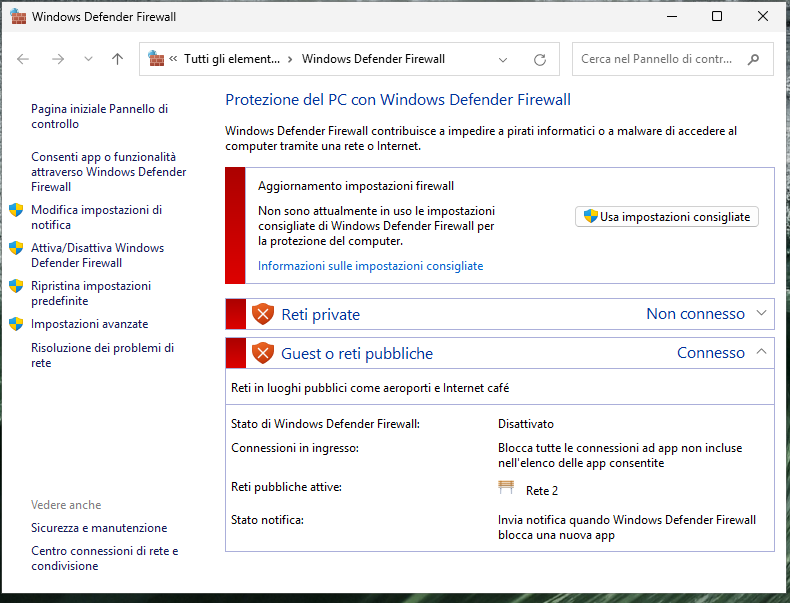 Windows Defender Firewall
« Tutti gli element... > Windows Defender Firewall
Cerca nel Pannello di contr...
Pagina iniziale Pannello di
controllo
Consenti app o funzionalità
attraverso Windows Defender
Firewall
Modifica impostazioni di
notifica
Attiva/Disattiva Windows
Defender Firewall
Ripristina impostazioni
predefinite
Impostazioni avanzate
Risoluzione dei problemi di
rete
Vedere anche
Sicurezza e manutenzione
Centro connessioni di rete e
condivisione
Protezione del PC con Windows Defender Firewall
Windows Defender Firewall contribuisce a impedire a pirati informatici o a malware di accedere al
computer tramite una rete o Internet.
Aggiornamento impostazioni firewall
Non sono attualmente in uso le impostazioni
consigliate di Windows Defender Firewall per
la protezione del computer.
Usa impostazioni consigliate
Informazioni sulle impostazioni consigliate
Reti private Non connesso
Guest o reti pubbliche Connesso
Reti in luoghi pubblici come aeroporti e Internet café
Stato di Windows Defender Firewall: Disattivato
Connessioni in ingresso: Blocca tutte le connessioni ad app non incluse
nell'elenco delle app consentite
Reti pubbliche attive: Rete 2
Stato notifica: Invia notifica quando Windows Defender Firewall
blocca una nuova app